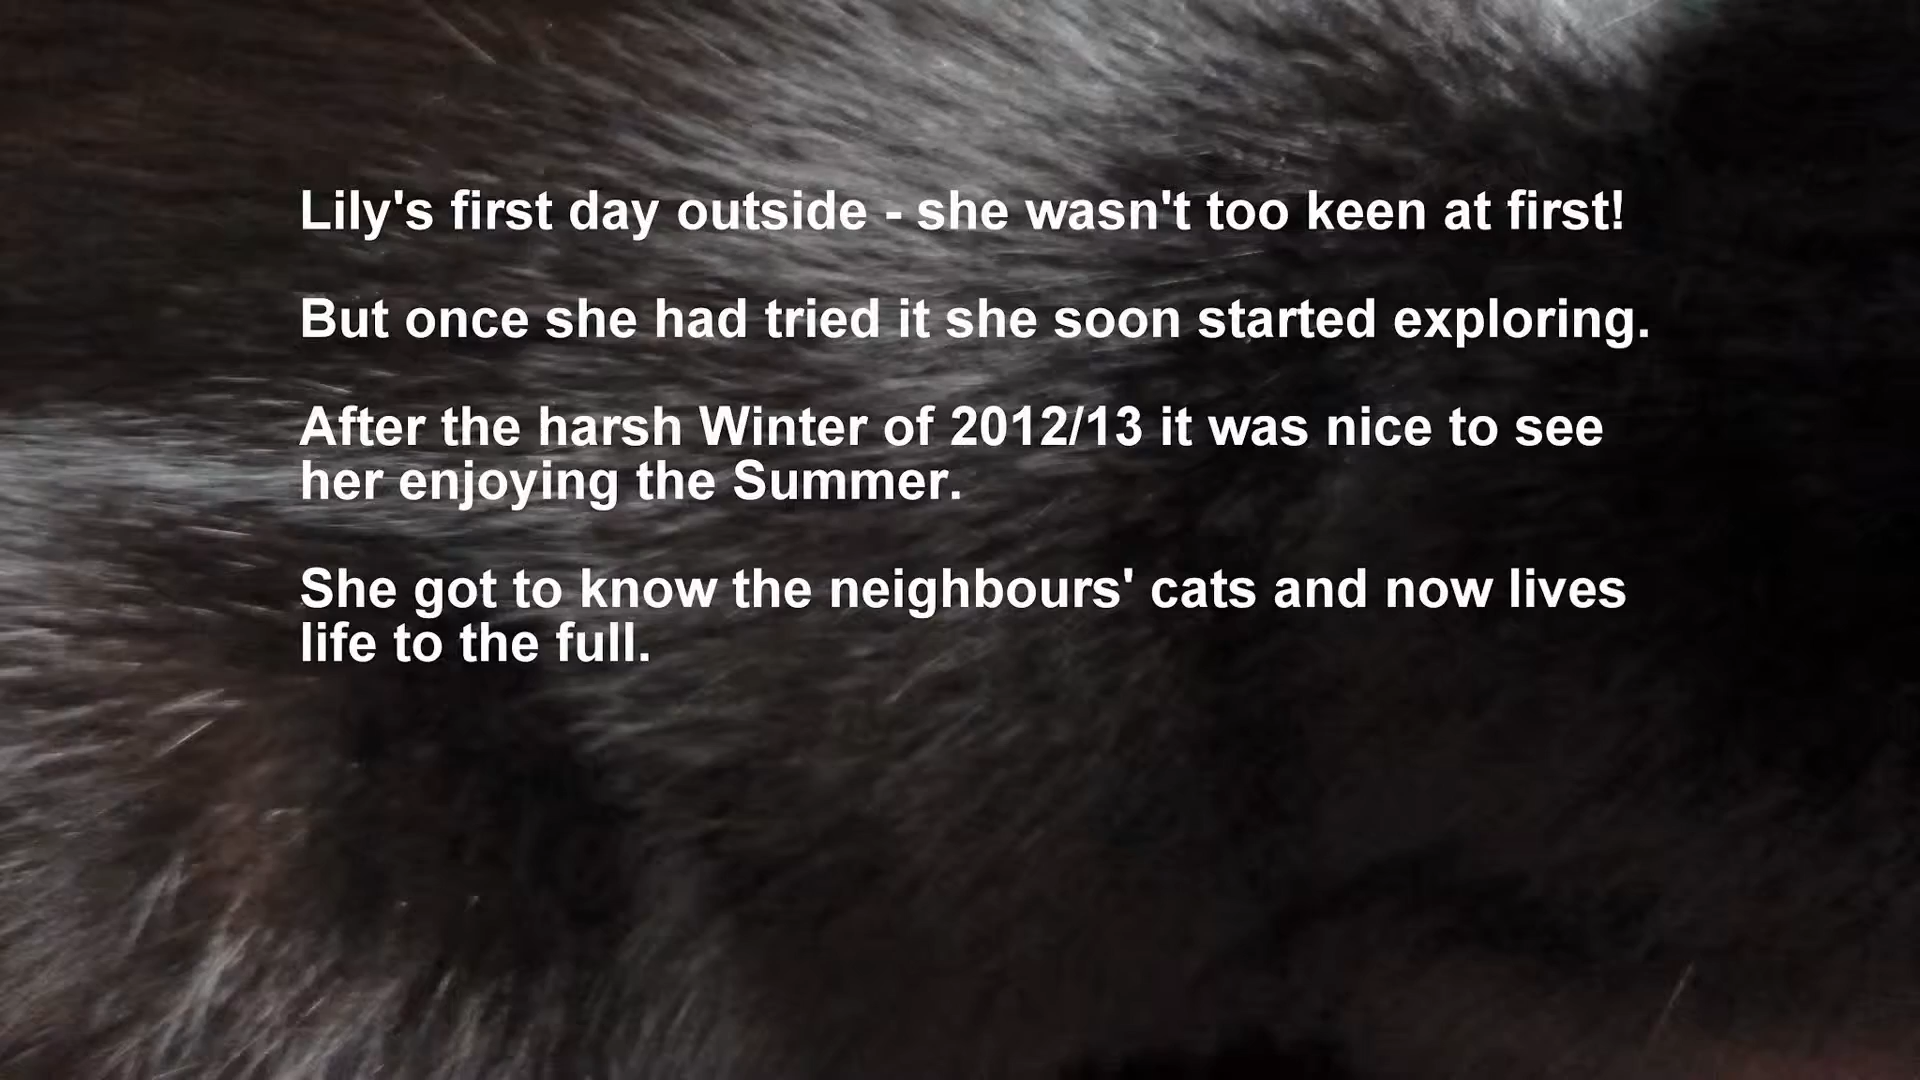 Lily's first day outside - she wasn't too keen at first!
But once she had tried it she soon started exploring.
After the harsh Winter of 2012/13 it was nice to see
her enjoying the Summer.
She got to know the neighbours' cats and now lives
life to the full.